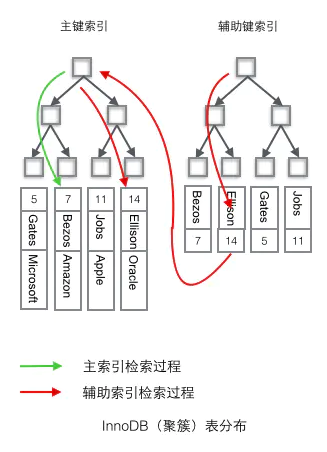 主键索引
辅助键索引
5
7
11
14
Gates
Bezos
Jobs
Ellison
Microsoft
Amazon
Apple
Oracle
Bezos
Ellison
Gates
Jobs
7
14
5
11
主索引检索过程
辅助索引检索过程
InnoDB（聚簇）表分布